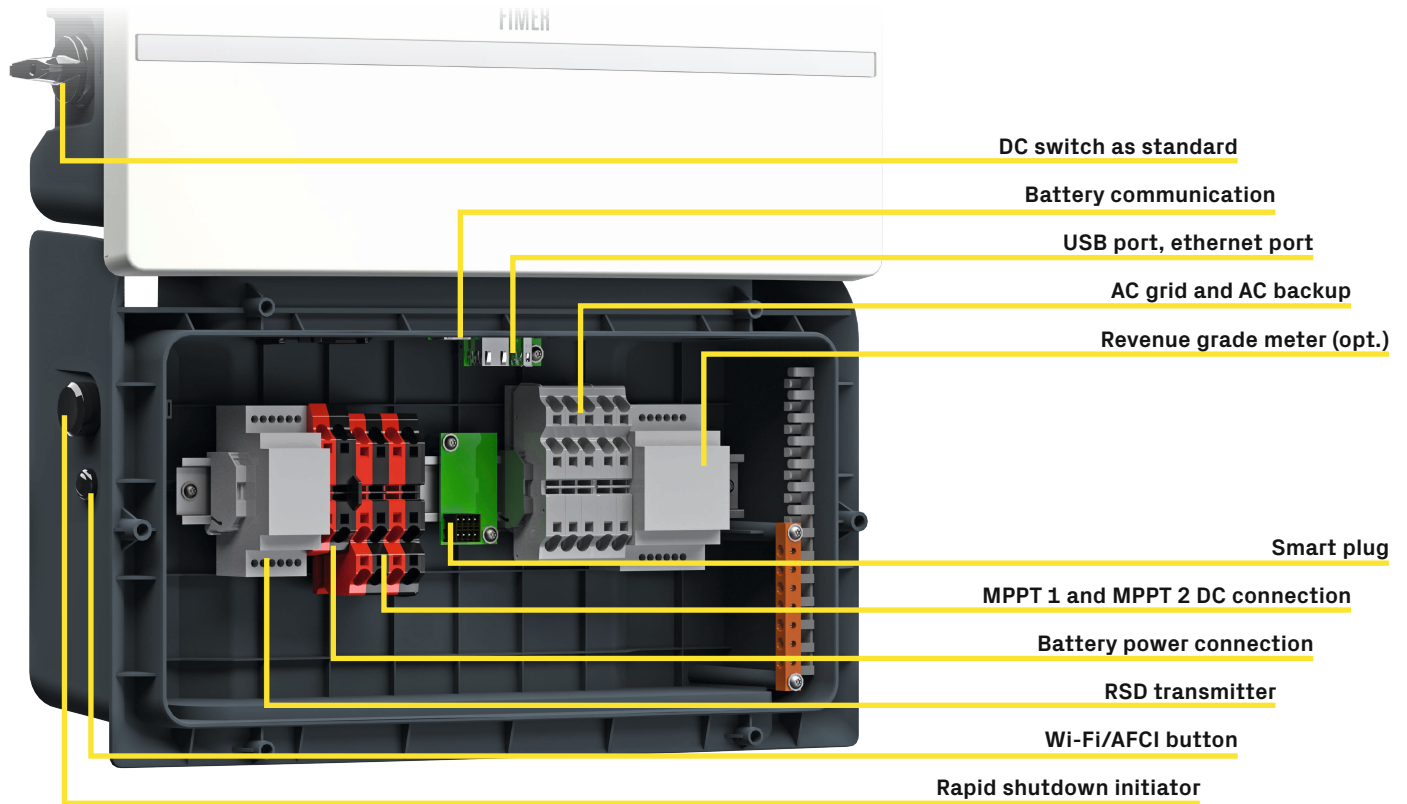 FIMER
DC switch as standard
Battery communication
USB port, ethernet port
AC grid and AC backup
Revenue grade meter (opt.)
Smart plug
MPPT 1 and MPPT 2 DC connection
Battery power connection
RSD transmitter
Wi-Fi/AFCI button
Rapid shutdown initiator